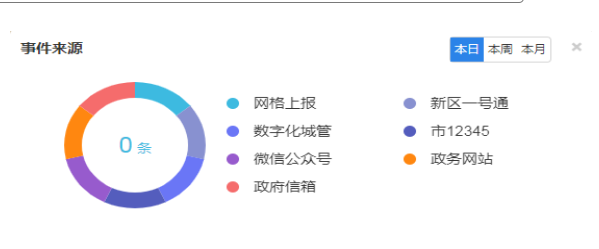 事件来源
本日 本周 本月 ×
0 条
网格上报 新区一号通
数字化城管 市12345
微信公众号 政务网站
政府信箱